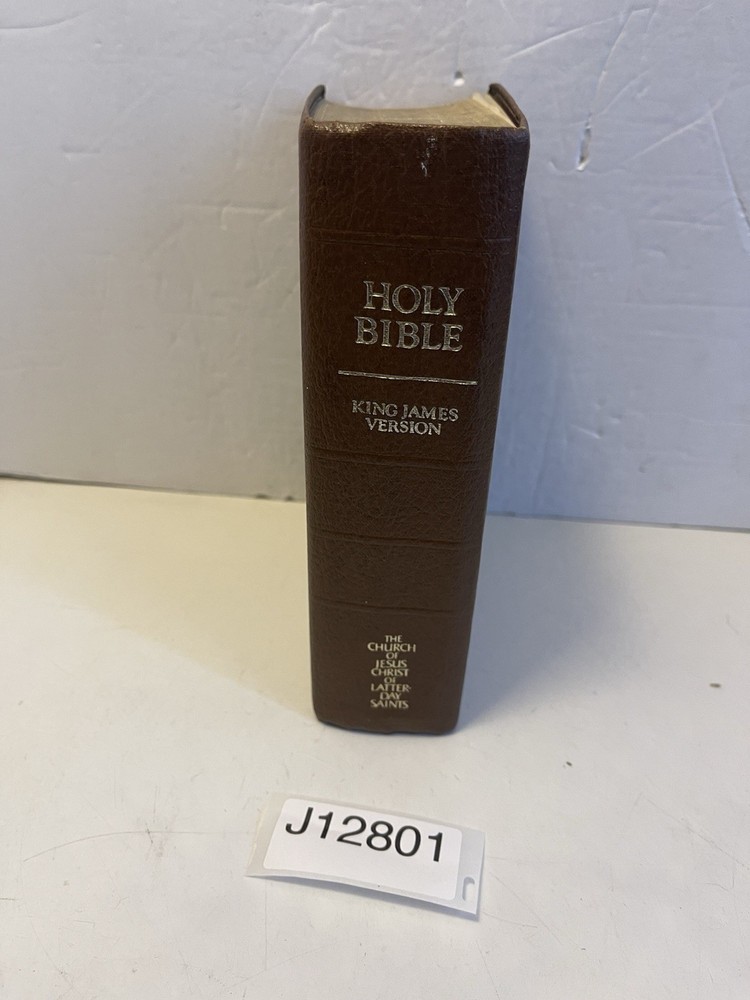 HOLY
BIBLE
KING JAMES
VERSION
THE
CHURCH
OF
JESUS
CHRIST
OF
LATTER-
DAY
SAINTS
J12801